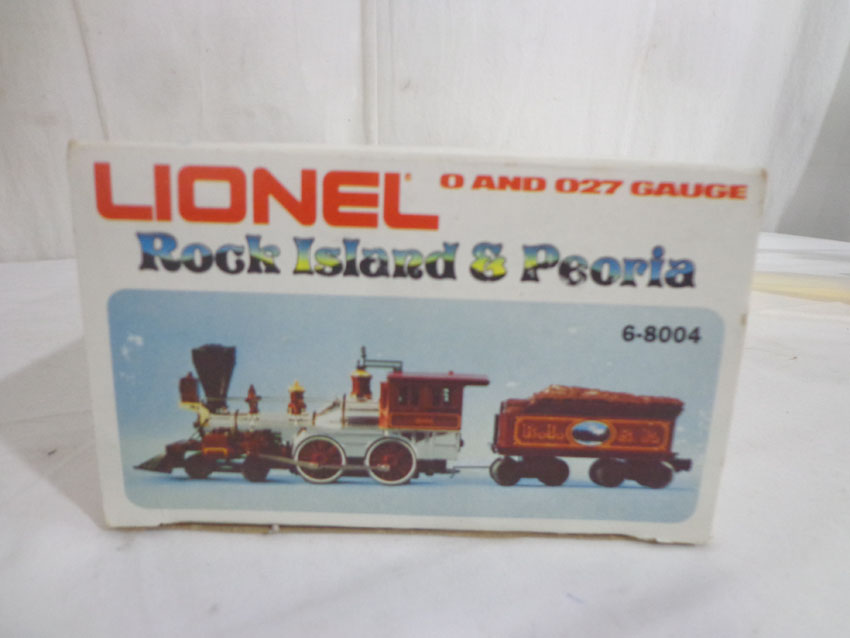 LIONEL®
O AND 027 GAUGE
Rock Island & Peoria
6-8004